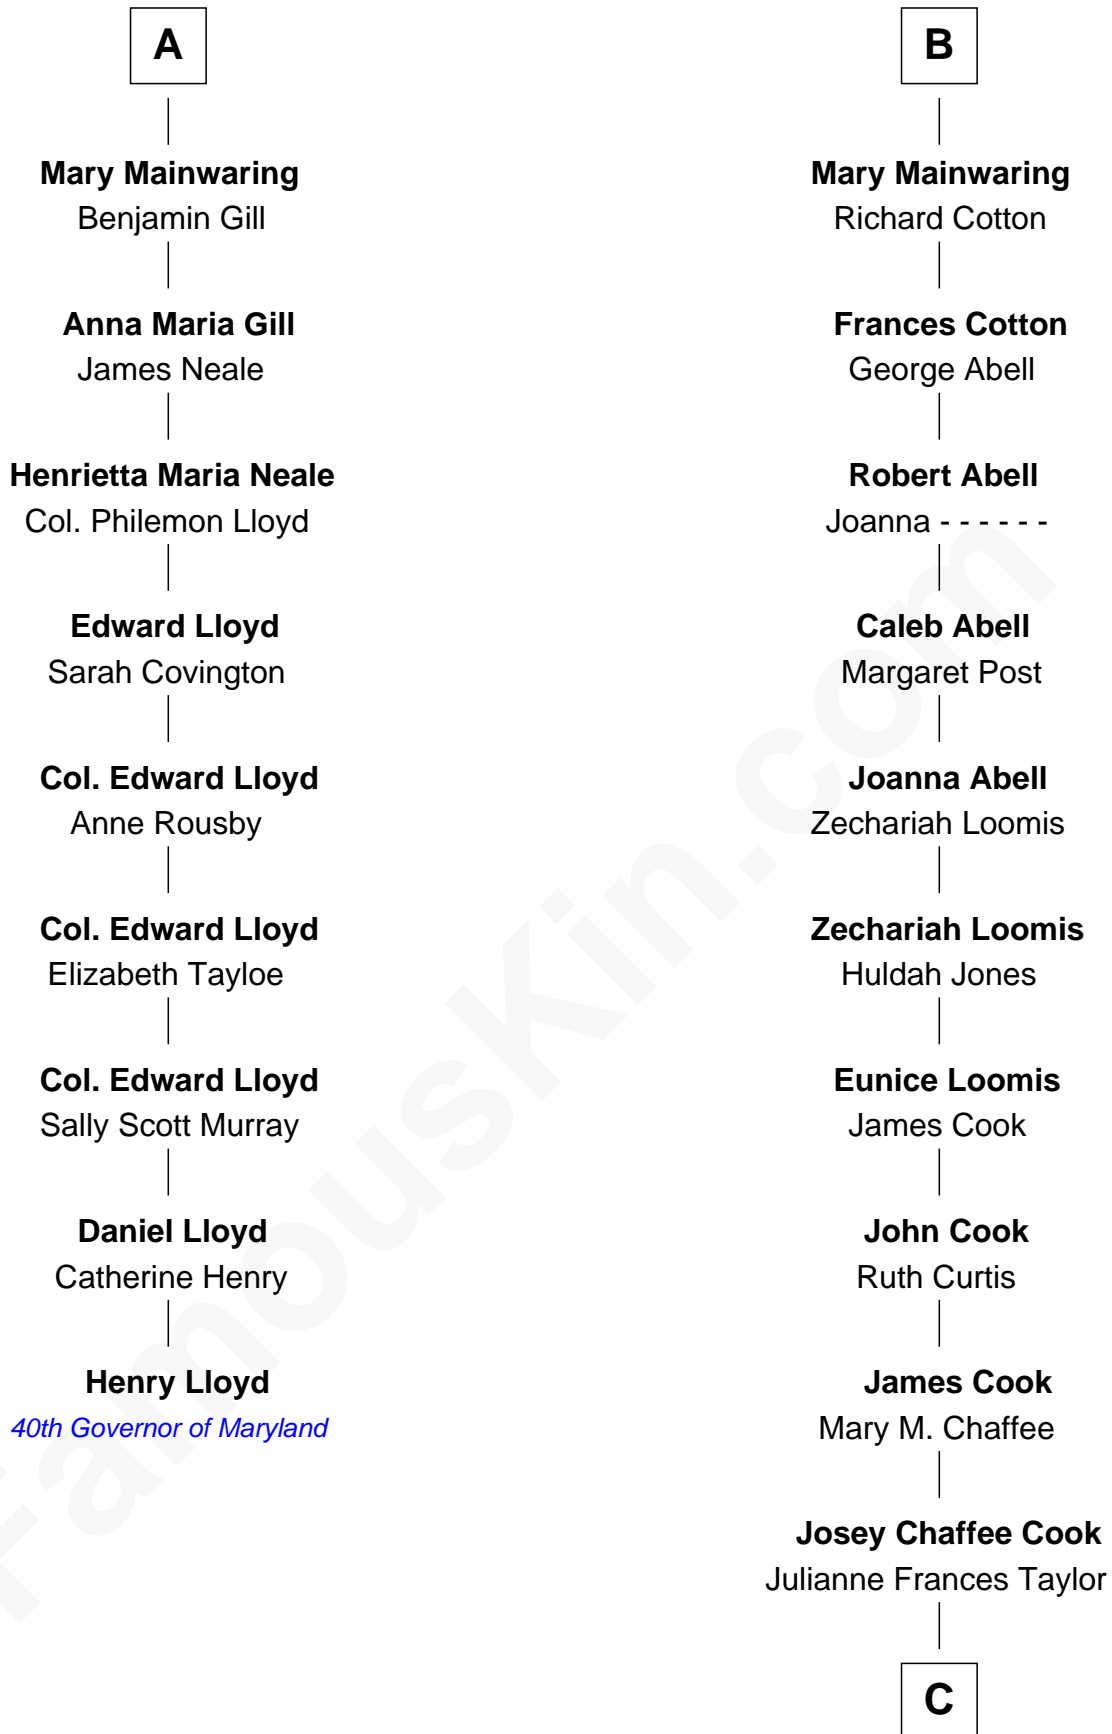 A
Mary Mainwaring
Benjamin Gill
Anna Maria Gill
James Neale
Henrietta Maria Neale
Col. Philemon Lloyd
Edward Lloyd
Sarah Covington
Col. Edward Lloyd
Anne Rousby
Col. Edward Lloyd
Elizabeth Tayloe
Col. Edward Lloyd
Sally Scott Murray
Daniel Lloyd
Catherine Henry
Henry Lloyd
40th Governor of Maryland
B
Mary Mainwaring
Richard Cotton
Frances Cotton
George Abell
Robert Abell
Joanna - - - - - -
Caleb Abell
Margaret Post
Joanna Abell
Zechariah Loomis
Zechariah Loomis
Huldah Jones
Eunice Loomis
James Cook
John Cook
Ruth Curtis
James Cook
Mary M. Chaffee
Josey Chaffee Cook
Julianne Frances Taylor
C
FamousKin.com